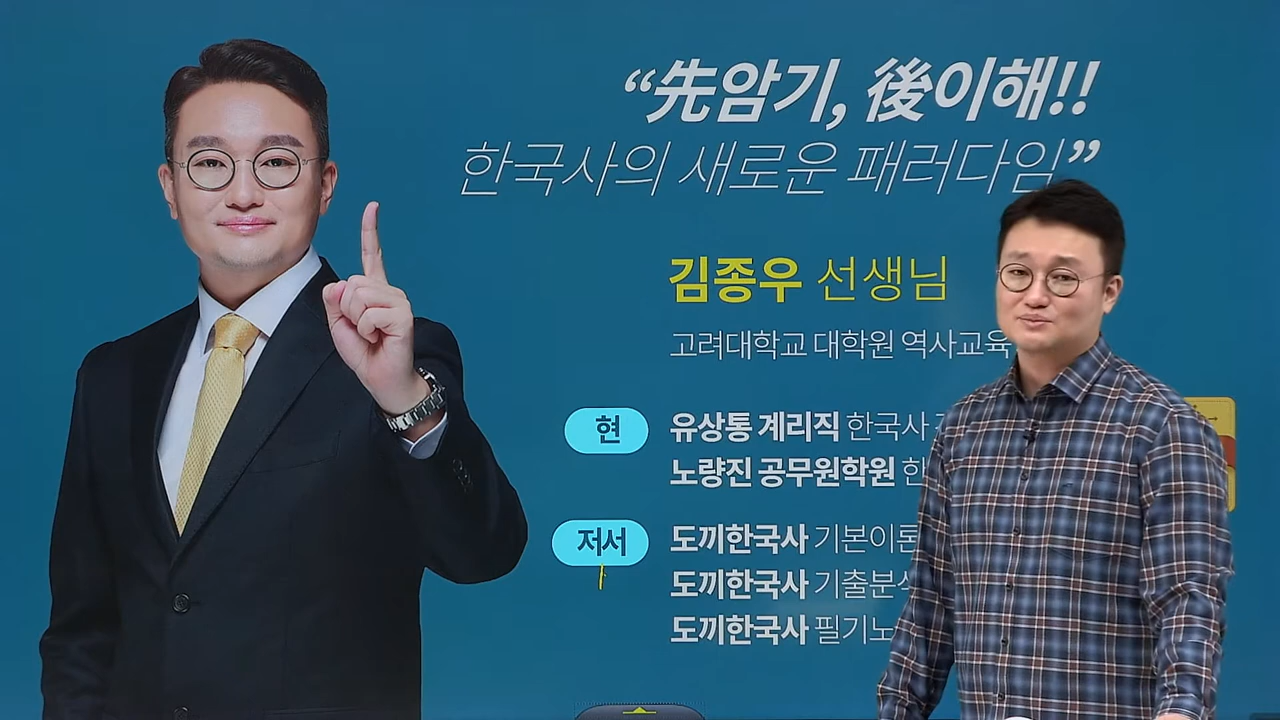 “先암기, 後이해!!
한국사의 새로운 패러다임”
김종우 선생님
고려대학교 대학원 역사교육
현
유상통 계리직 한국사
노량진 공무원학원
저서
도끼한국사 기본이론
도끼한국사 기출분석
도끼한국사 필기노